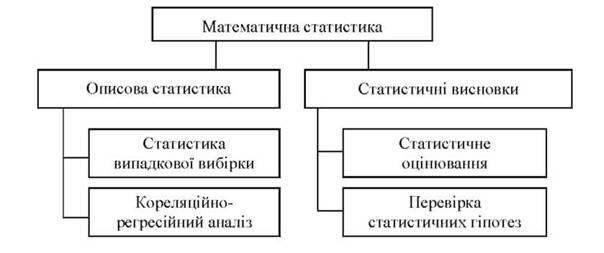 Математична статистика
Описова статистика
Статистичні висновки
Статистика
випадкової вибірки
Статистичне
оцінювання
Кореляційно-
регресійний аналіз
Перевірка
статистичних гіпотез